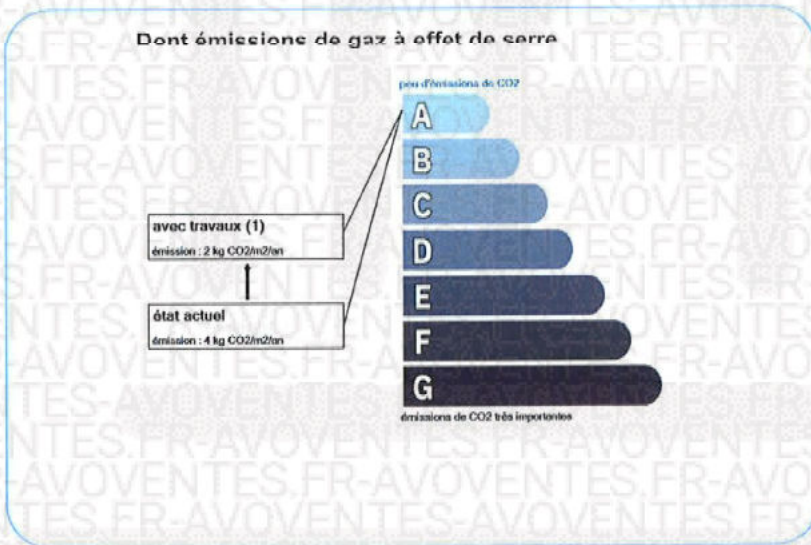 Dont émissions de gaz à effet de serre
peu d'émissions de CO2
A
B
C
avec travaux (1)
émission : 2 kg CO2/m2/an
D
E
état actuel
émission : 4 kg CO2/m2/an
F
G
émissions de CO2 très importantes